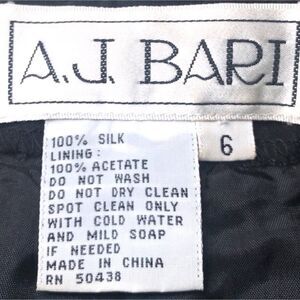 A.J. BARI
6
100% SILK
LINING:
100% ACETATE
DO NOT WASH
DO NOT DRY CLEAN
SPOT CLEAN ONLY
WITH COLD WATER
AND MILD SOAP
IF NEEDED
MADE IN CHINA
RN 50438